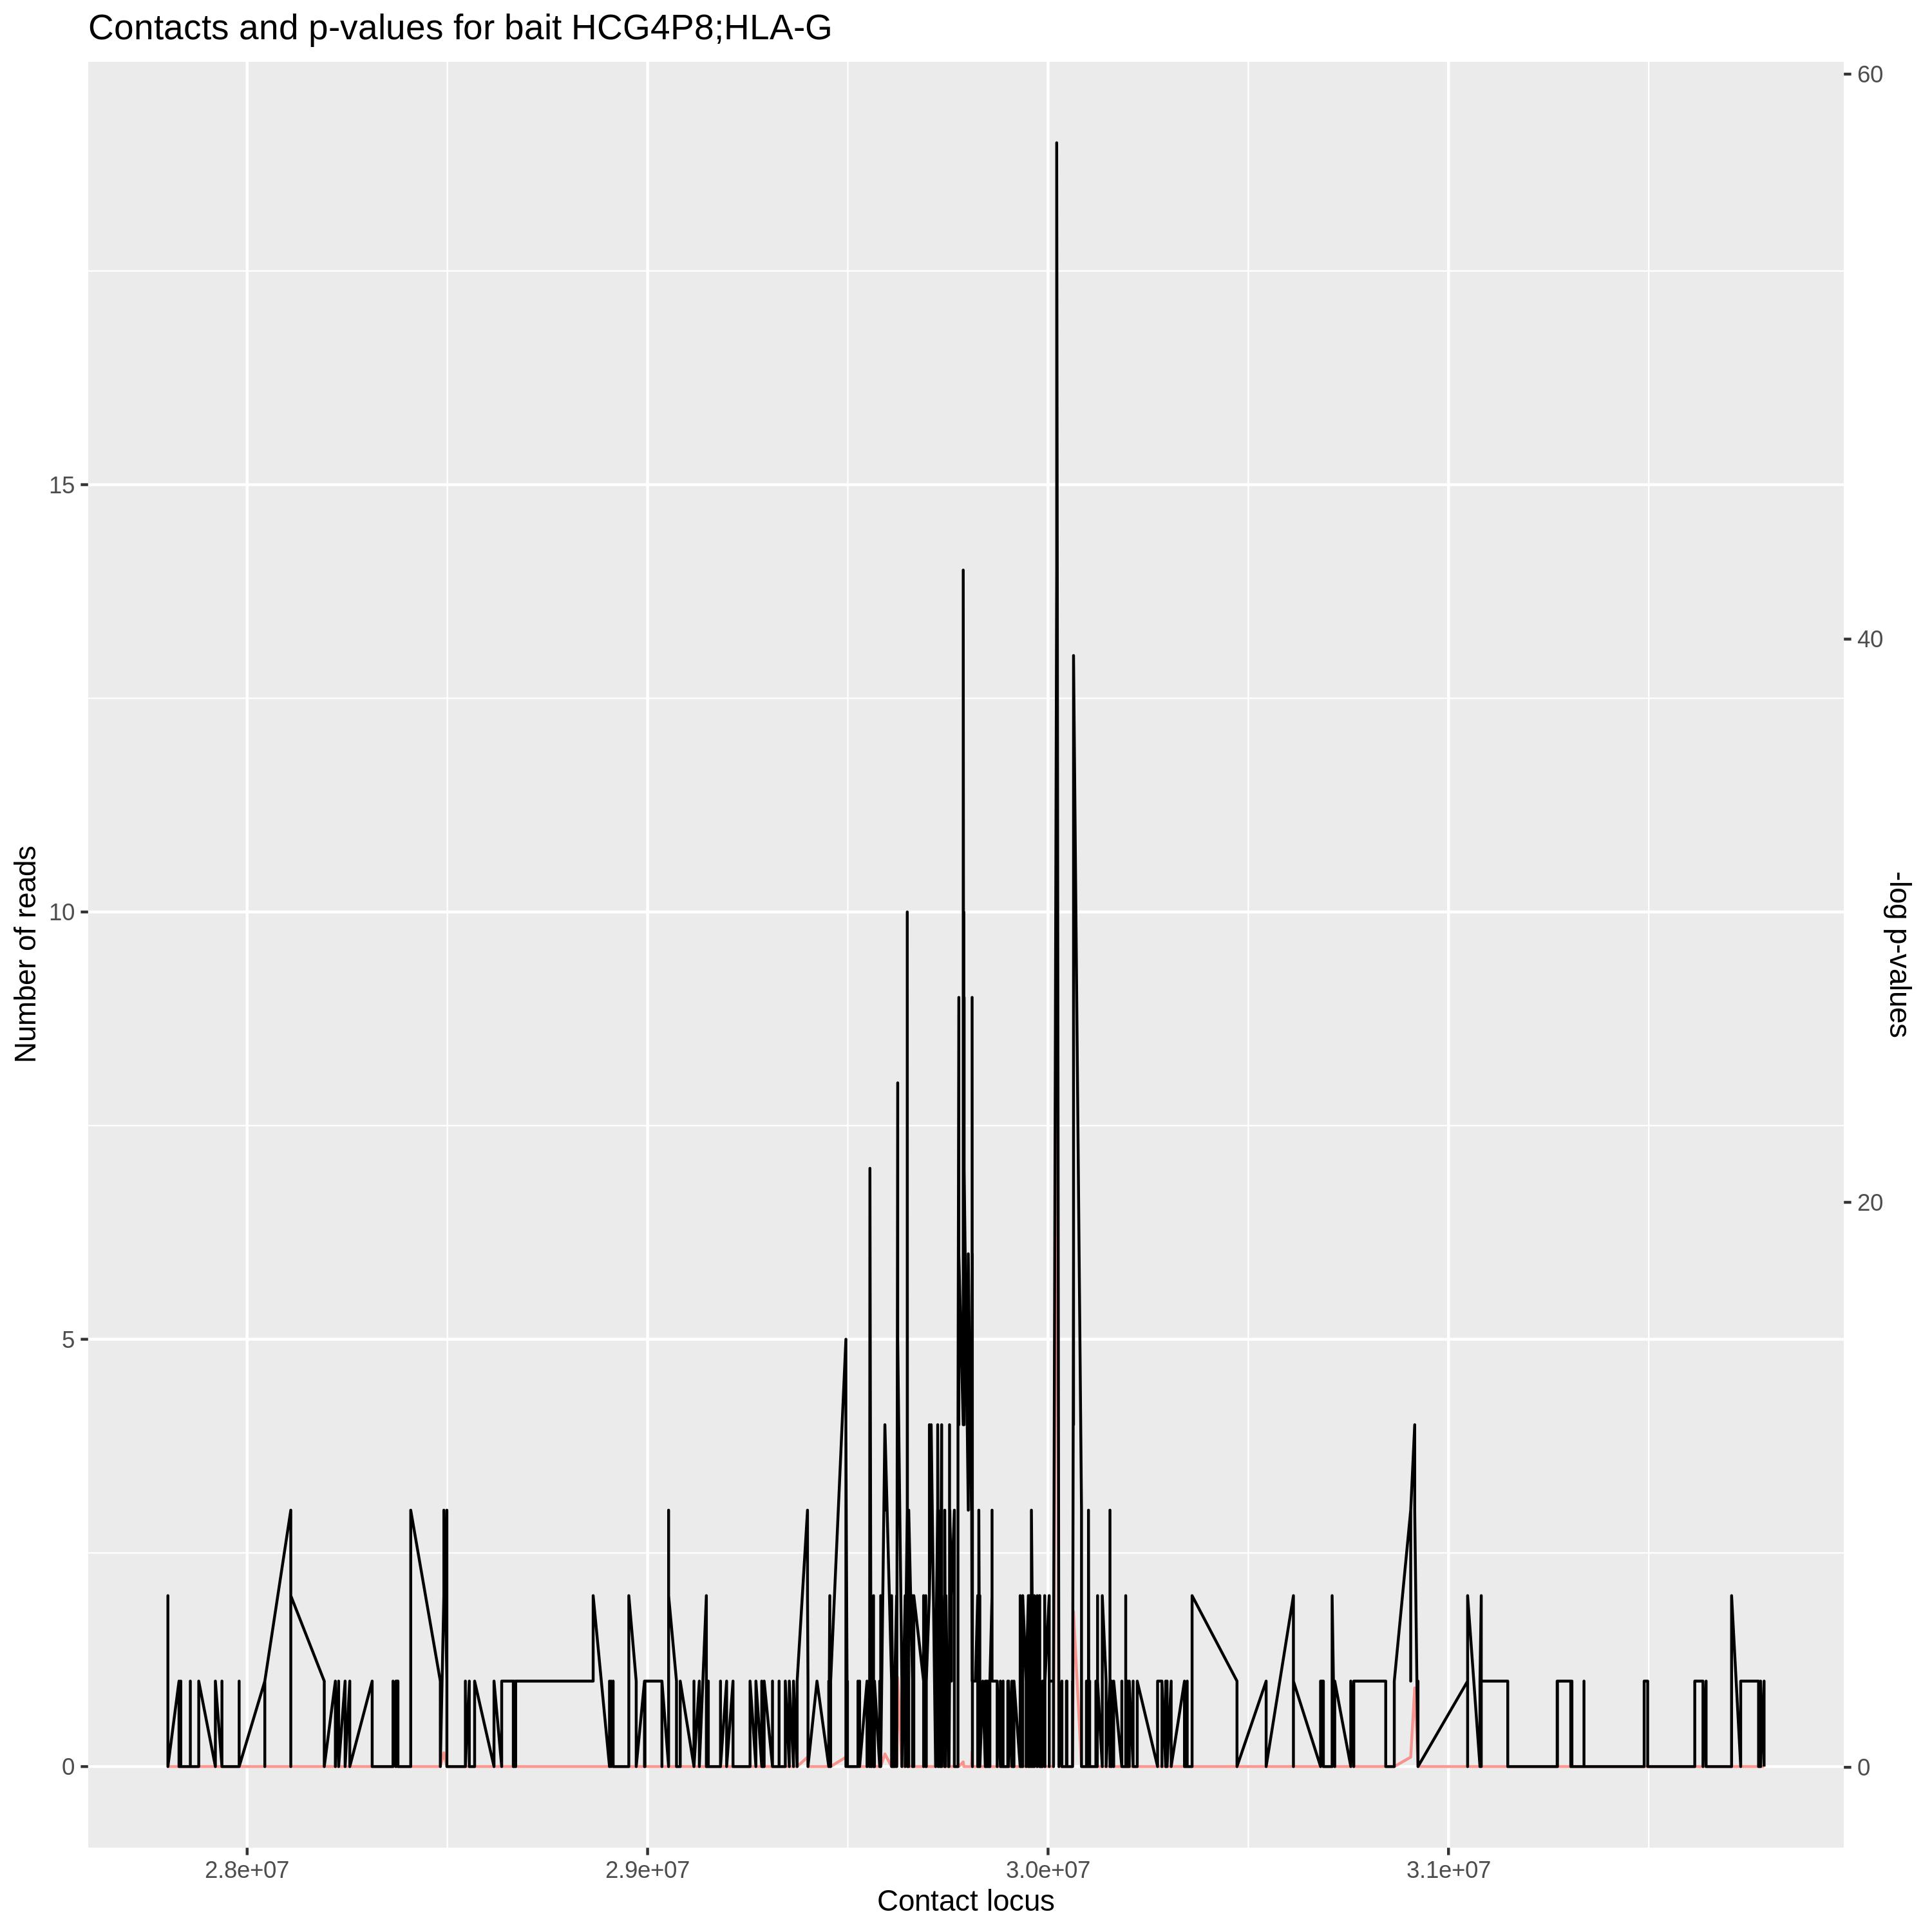 Contacts and p-values for bait HCG4P8;HLA-G
60
15
40
Number of reads
10
-log p-values
20
5
0
0
2.8e+07
2.9e+07
3.0e+07
3.1e+07
Contact locus